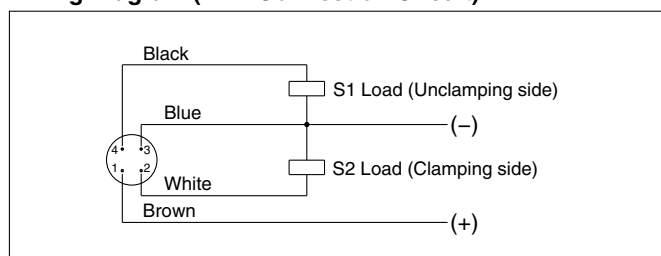 Black
S1 Load (Unclamping side)
Blue
(−)
4 3
1 2
S2 Load (Clamping side)
White
Brown
(+)